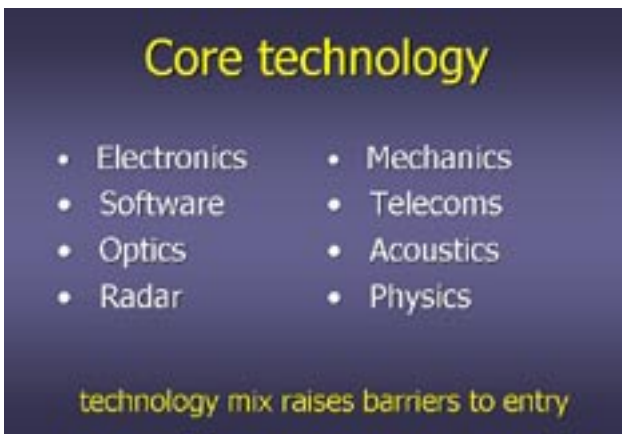 Core technology
• Electronics
• Software
• Optics
• Radar
• Mechanics
• Telecoms
• Acoustics
• Physics
technology mix raises barriers to entry